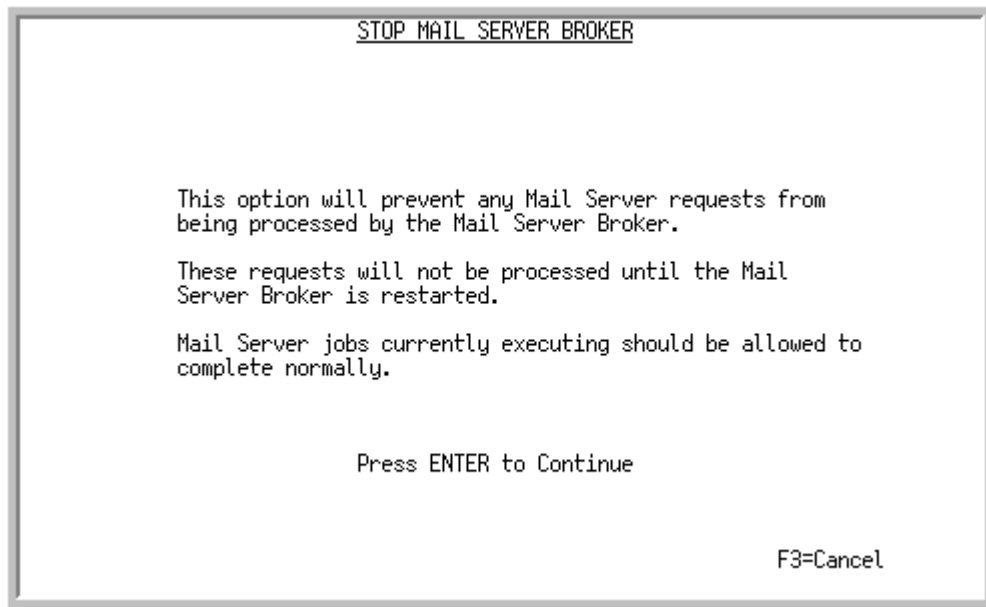 STOP MAIL SERVER BROKER
This option will prevent any Mail Server requests from
being processed by the Mail Server Broker.
These requests will not be processed until the Mail
Server Broker is restarted.
Mail Server jobs currently executing should be allowed to
complete normally.
Press ENTER to Continue
F3=Cancel